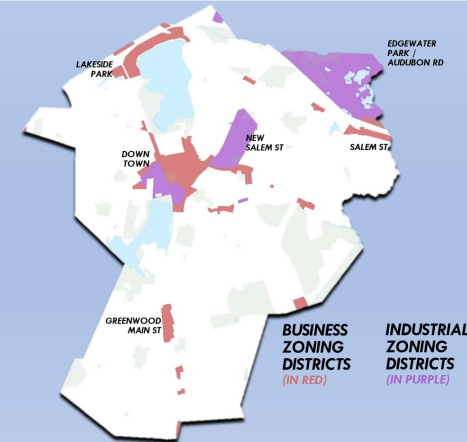 LAKESIDE
PARK
EDGEWATER
PARK /
AUDUBON RD
NEW
SALEM ST
SALEM ST
DOWN
TOWN
GREENWOOD
MAIN ST
BUSINESS
ZONING
DISTRICTS
(IN RED)
INDUSTRIAL
ZONING
DISTRICTS
(IN PURPLE)